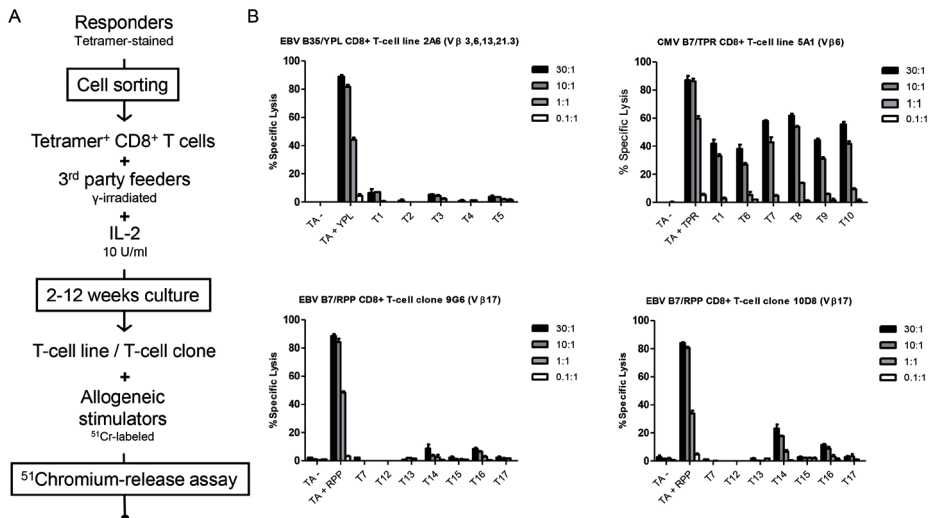 A
Responders
Tetramer-stained
Cell sorting
Tetramer⁺ CD8⁺ T cells
+
3rd party feeders
γ-irradiated
+
IL-2
10 U/ml
2-12 weeks culture
T-cell line / T-cell clone
+
Allogeneic
stimulators
⁵¹Cr-labeled
⁵¹Chromium-release assay
B
EBV B35/YPL CD8+ T-cell line 2A6 (Vβ 3,6,13,21.3)
% Specific Lysis
100
80
60
40
20
0
TA -
TA + YPL
T1
T2
T3
T4
T5
30:1
10:1
1:1
0.1:1
CMV B7/TPR CD8+ T-cell line 5A1 (Vβ6)
% Specific Lysis
100
80
60
40
20
0
TA -
TA + TPR
T1
T6
T7
T8
T9
T10
30:1
10:1
1:1
0.1:1
EBV B7/RPP CD8+ T-cell clone 9G6 (Vβ17)
% Specific Lysis
100
80
60
40
20
0
TA -
TA + RPP
T7
T12
T13
T14
T15
T16
T17
30:1
10:1
1:1
0.1:1
EBV B7/RPP CD8+ T-cell clone 10D8 (Vβ17)
% Specific Lysis
100
80
60
40
20
0
TA -
TA + RPP
T7
T12
T13
T14
T15
T16
T17
30:1
10:1
1:1
0.1:1